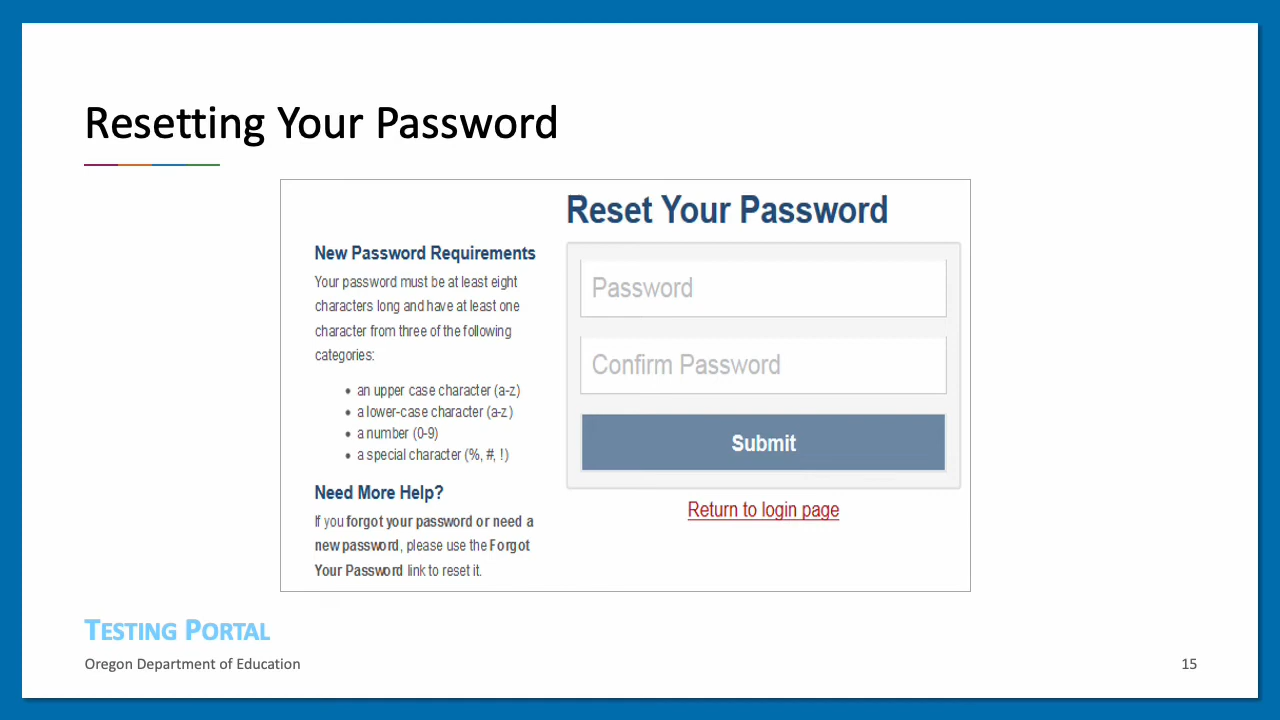 Resetting Your Password
Reset Your Password
New Password Requirements
Your password must be at least eight
characters long and have at least one
character from three of the following
categories:
• an upper case character (a-z)
• a lower-case character (a-z)
• a number (0-9)
• a special character (%, #, !)
Need More Help?
If you forgot your password or need a
new password, please use the Forgot
Your Password link to reset it.
Password
Confirm Password
Submit
Return to login page
TESTING PORTAL
Oregon Department of Education
15